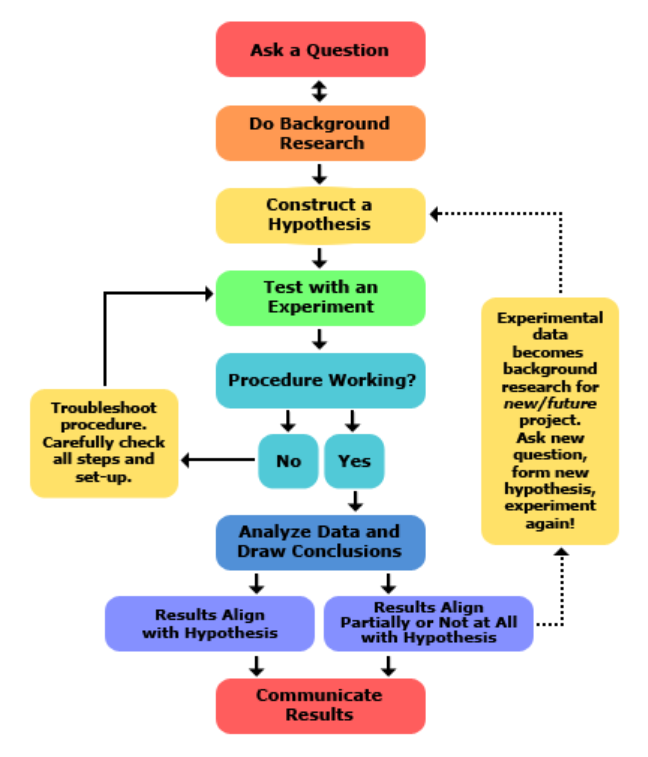 Ask a Question
Do Background
Research
Construct a
Hypothesis
Test with an
Experiment
Procedure Working?
No
Yes
Troubleshoot
procedure.
Carefully check
all steps and
set-up.
Analyze Data and
Draw Conclusions
Results Align
with Hypothesis
Results Align
Partially or Not at All
with Hypothesis
Experimental
data
becomes
background
research for
new/future
project.
Ask new
question,
form new
hypothesis,
experiment
again!
Communicate
Results